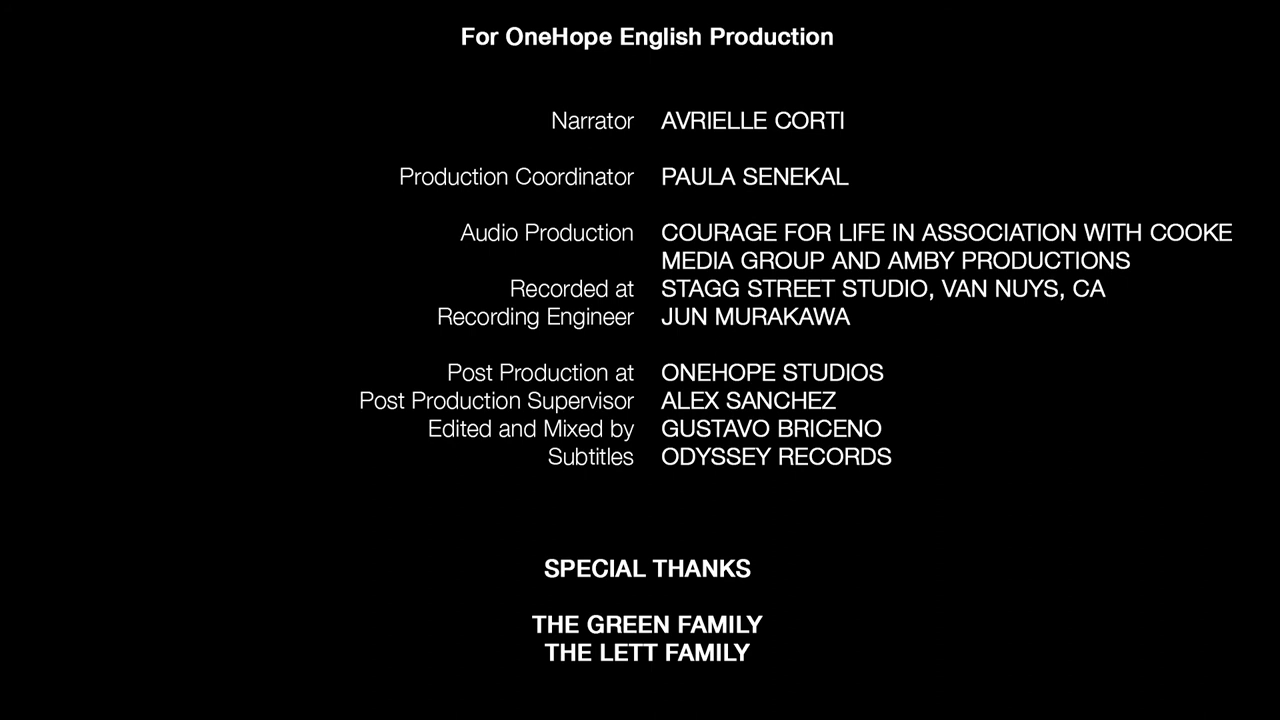 For OneHope English Production
Narrator AVRIELLE CORTI
Production Coordinator PAULA SENEKAL
Audio Production COURAGE FOR LIFE IN ASSOCIATION WITH COOKE
MEDIA GROUP AND AMBY PRODUCTIONS
Recorded at STAGG STREET STUDIO, VAN NUYS, CA
Recording Engineer JUN MURAKAWA
Post Production at ONEHOPE STUDIOS
Post Production Supervisor ALEX SANCHEZ
Edited and Mixed by GUSTAVO BRICENO
Subtitles ODYSSEY RECORDS
SPECIAL THANKS
THE GREEN FAMILY
THE LETT FAMILY